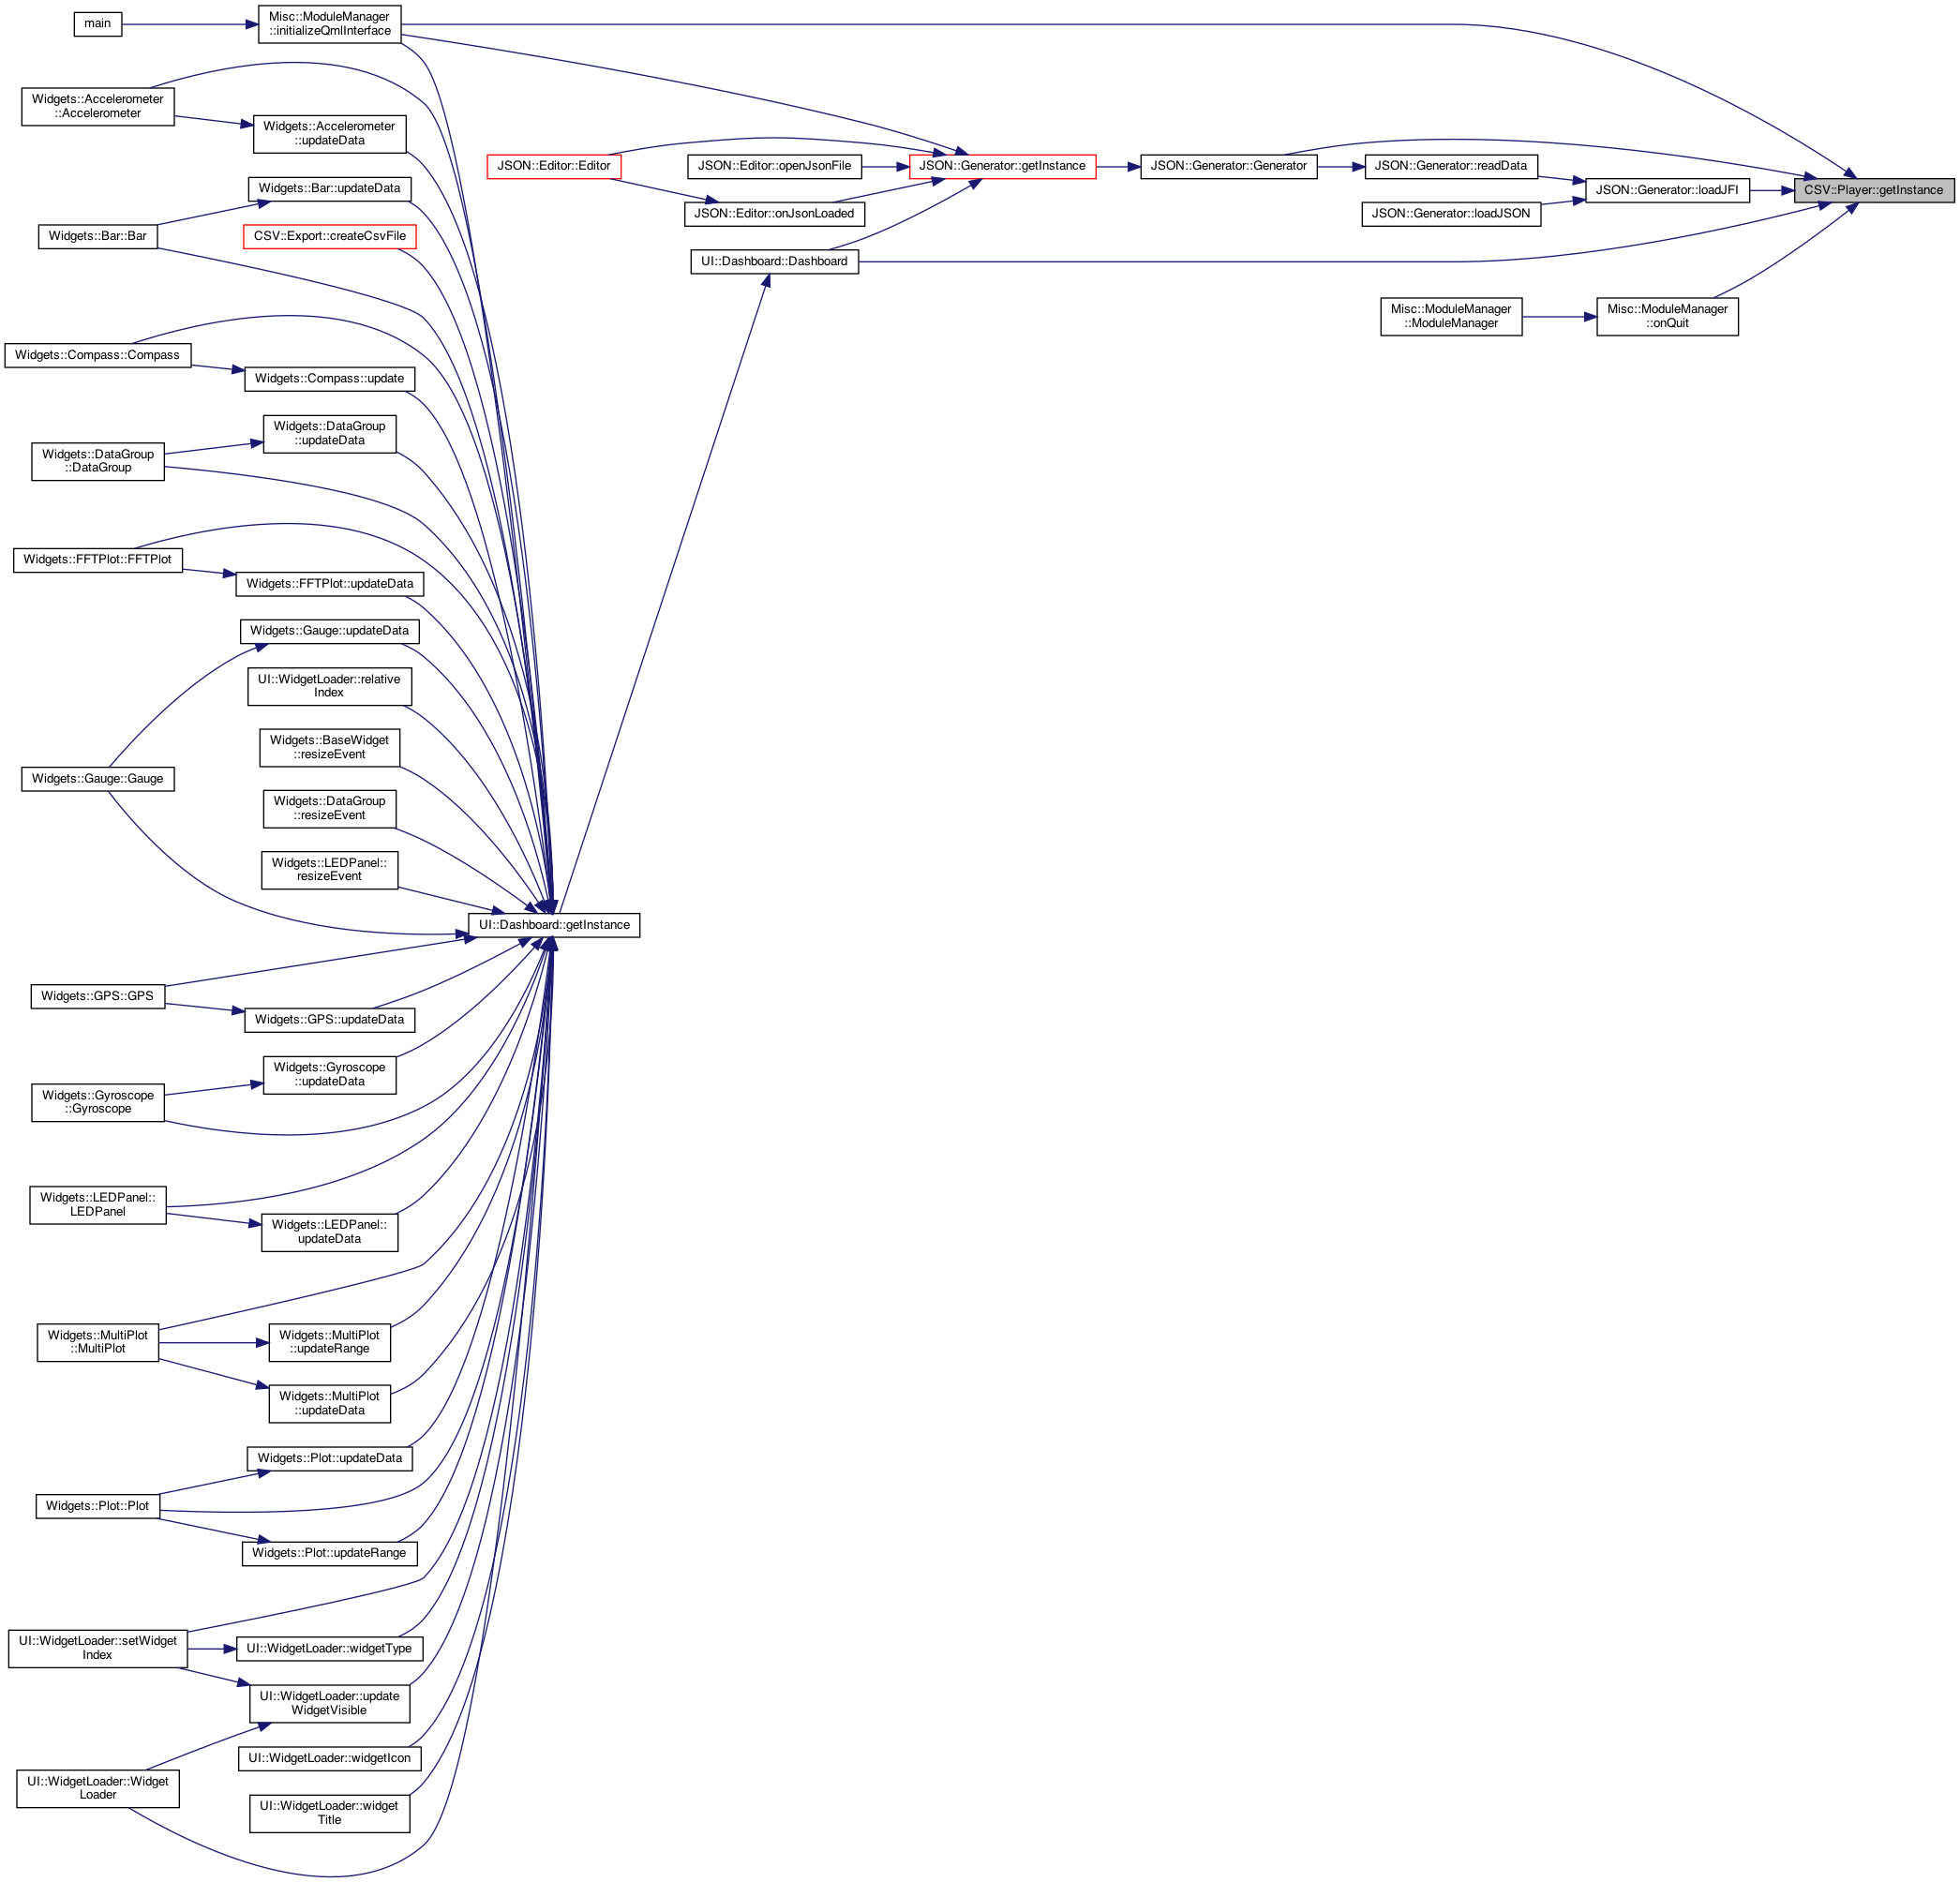 main
Misc::ModuleManager
::initializeQmlInterface
Widgets::Accelerometer
::Accelerometer
Widgets::Accelerometer
::updateData
JSON::Editor::Editor
JSON::Editor::openJsonFile
JSON::Generator::getInstance
JSON::Generator::Generator
JSON::Generator::readData
JSON::Generator::loadJFI
CSV::Player::getInstance
Widgets::Bar::updateData
JSON::Editor::onJsonLoaded
JSON::Generator::loadJSON
Widgets::Bar::Bar
CSV::Export::createCsvFile
UI::Dashboard::Dashboard
Misc::ModuleManager
::ModuleManager
Misc::ModuleManager
::onQuit
Widgets::Compass::Compass
Widgets::Compass::update
Widgets::DataGroup
::updateData
Widgets::DataGroup
::DataGroup
Widgets::FFTPlot::FFTPlot
Widgets::FFTPlot::updateData
Widgets::Gauge::updateData
UI::WidgetLoader::relative
Index
Widgets::BaseWidget
::resizeEvent
Widgets::Gauge::Gauge
Widgets::DataGroup
::resizeEvent
Widgets::LEDPanel::
resizeEvent
UI::Dashboard::getInstance
Widgets::GPS::GPS
Widgets::GPS::updateData
Widgets::Gyroscope
::updateData
Widgets::Gyroscope
::Gyroscope
Widgets::LEDPanel::
LEDPanel
Widgets::LEDPanel::
updateData
Widgets::MultiPlot
::MultiPlot
Widgets::MultiPlot
::updateRange
Widgets::MultiPlot
::updateData
Widgets::Plot::updateData
Widgets::Plot::Plot
Widgets::Plot::updateRange
UI::WidgetLoader::setWidget
Index
UI::WidgetLoader::widgetType
UI::WidgetLoader::update
WidgetVisible
UI::WidgetLoader::widgetIcon
UI::WidgetLoader::Widget
Loader
UI::WidgetLoader::widget
Title